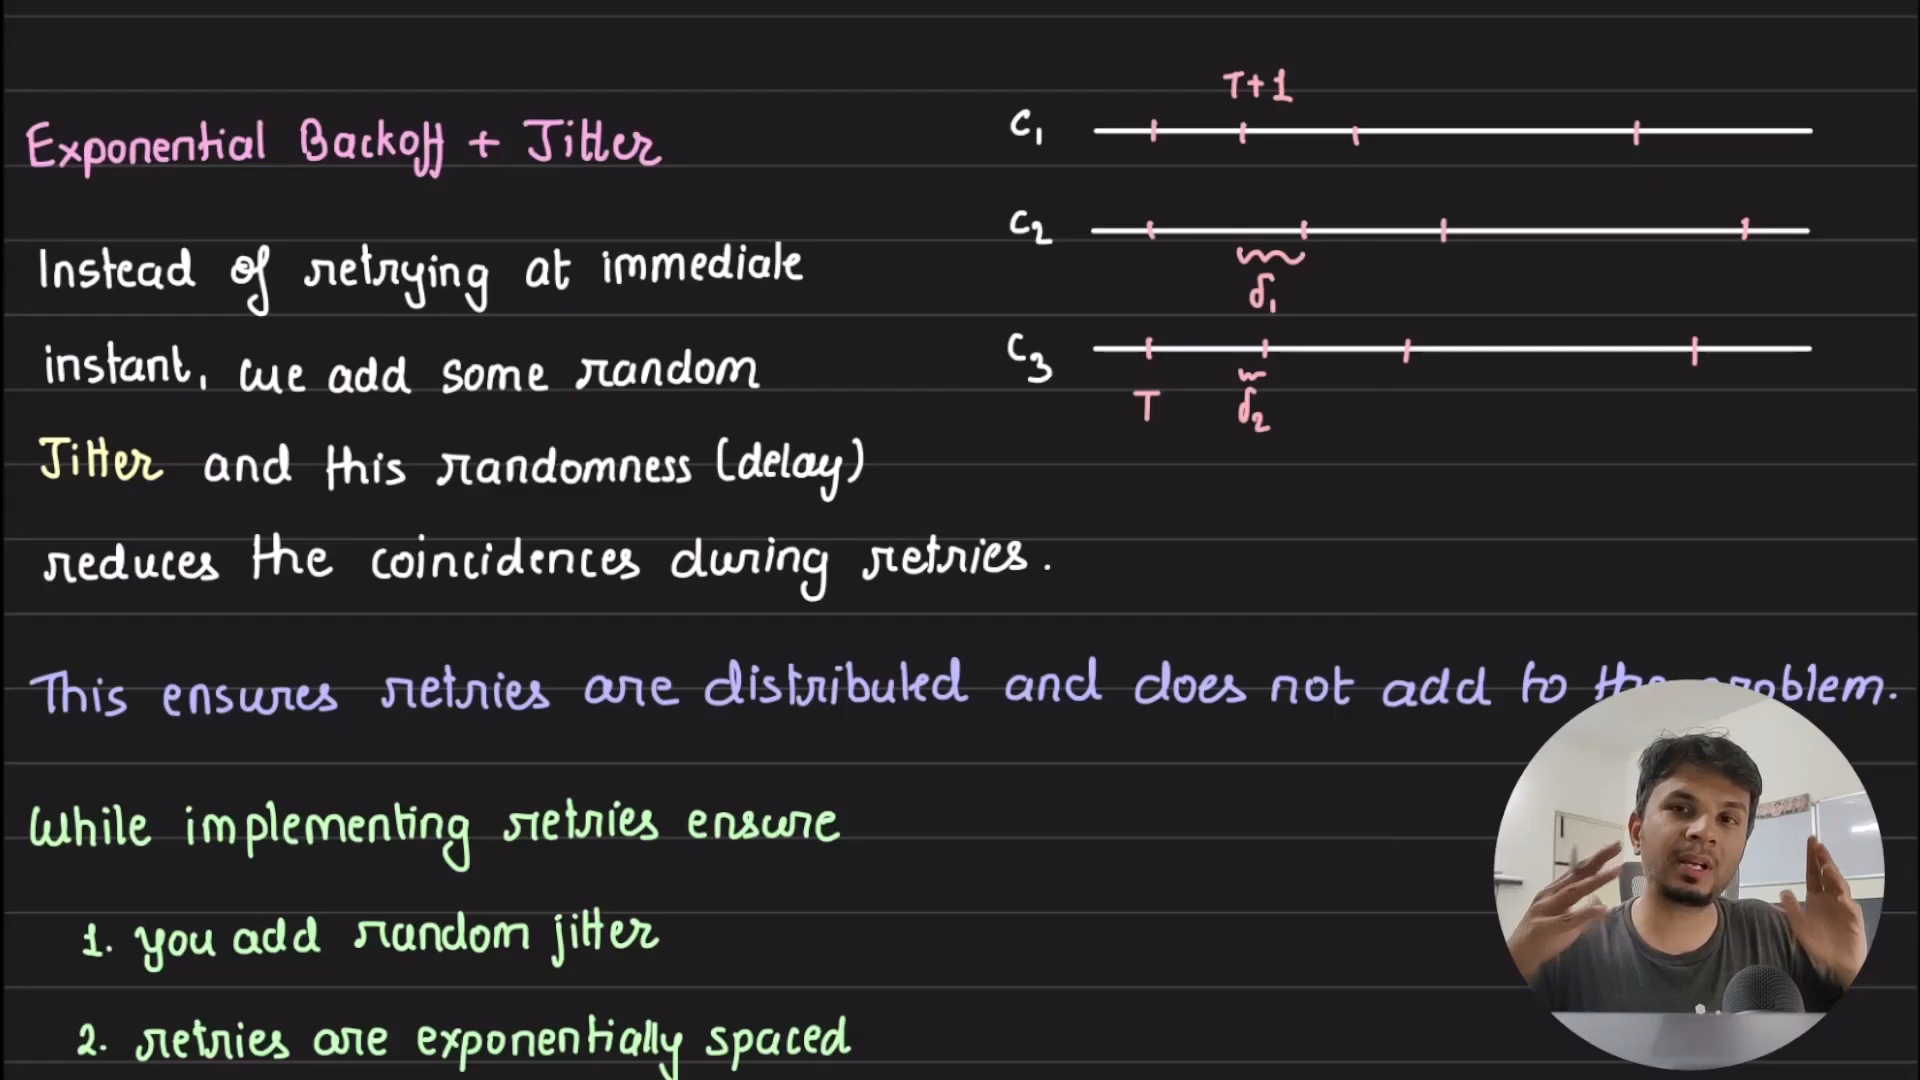 Exponential Backoff + Jitter
Instead of retrying at immediate
instant, we add some random
Jitter and this randomness (delay)
reduces the coincidences during retries.
T+1
C₁
C₂
δ₁
C₃
T
δ₂
This ensures retries are distributed and does not add to the problem.
While implementing retries ensure
1. you add random jitter
2. retries are exponentially spaced